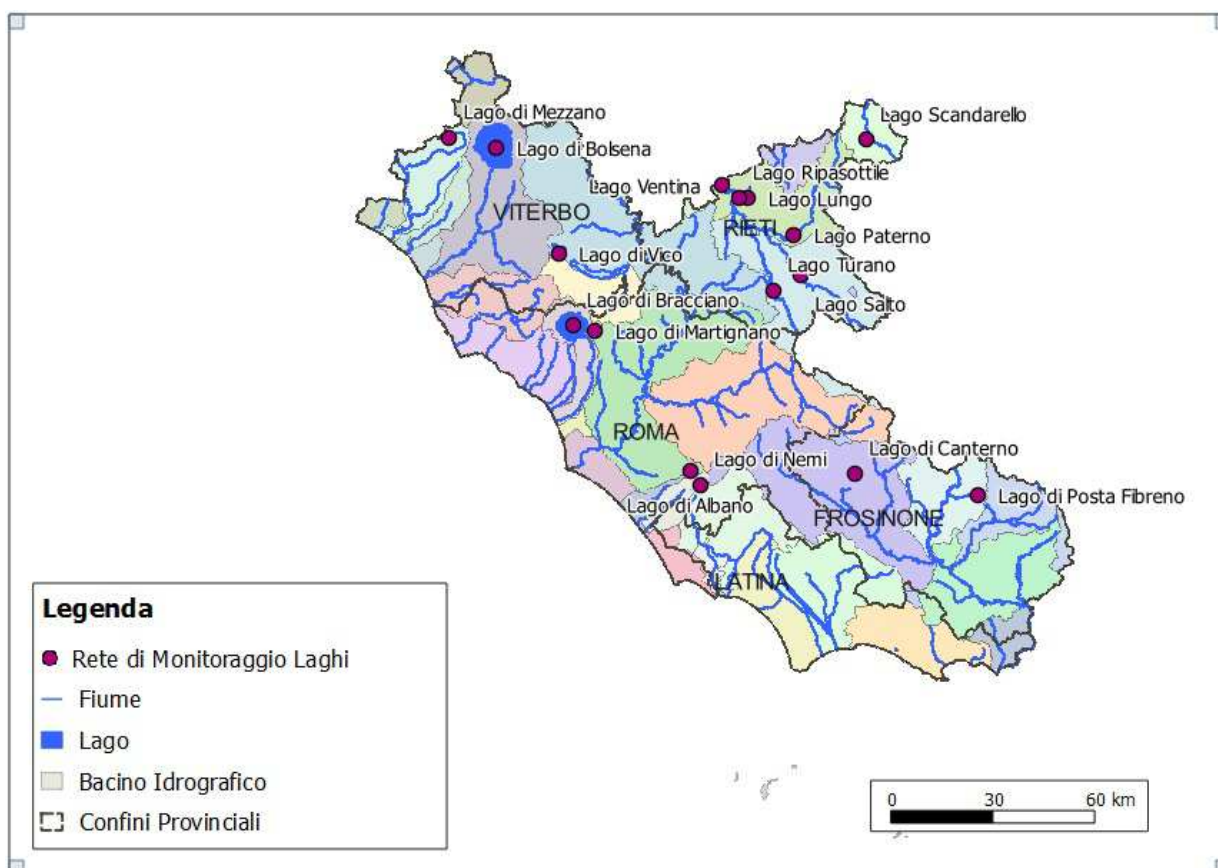 Lago di Mezzano
Lago Scandarello
Lago di Bolsena
Lago Ripasottile
Lago Ventina
Lago Lungo
VITERBO
RIETI
Lago Paterno
Lago di Vico
Lago Turano
Lago Salto
Lago di Bracciano
Lago di Martignano
ROMA
Lago di Canterno
Lago di Nemi
Lago di Posta Fibreno
Lago di Albano
FROSINONE
LATINA
Legenda
Rete di Monitoraggio Laghi
Fiume
Lago
Bacino Idrografico
Confini Provinciali
0 30 60 km